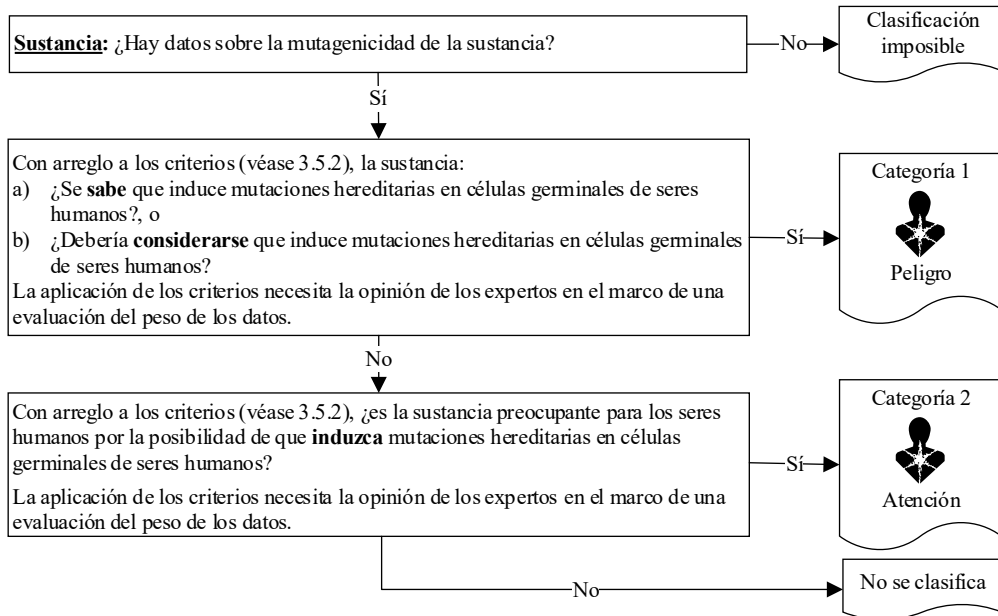 Sustancia: ¿Hay datos sobre la mutagenicidad de la sustancia?
No
Clasificación
imposible
Sí
Con arreglo a los criterios (véase 3.5.2), la sustancia:
a) ¿Se sabe que induce mutaciones hereditarias en células germinales de seres
humanos?, o
b) ¿Debería considerarse que induce mutaciones hereditarias en células germinales
de seres humanos?
La aplicación de los criterios necesita la opinión de los expertos en el marco de una
evaluación del peso de los datos.
Sí
Categoría 1
Peligro
No
Con arreglo a los criterios (véase 3.5.2), ¿es la sustancia preocupante para los seres
humanos por la posibilidad de que induzca mutaciones hereditarias en células
germinales de seres humanos?
La aplicación de los criterios necesita la opinión de los expertos en el marco de una
evaluación del peso de los datos.
Sí
Categoría 2
Atención
No
No se clasifica